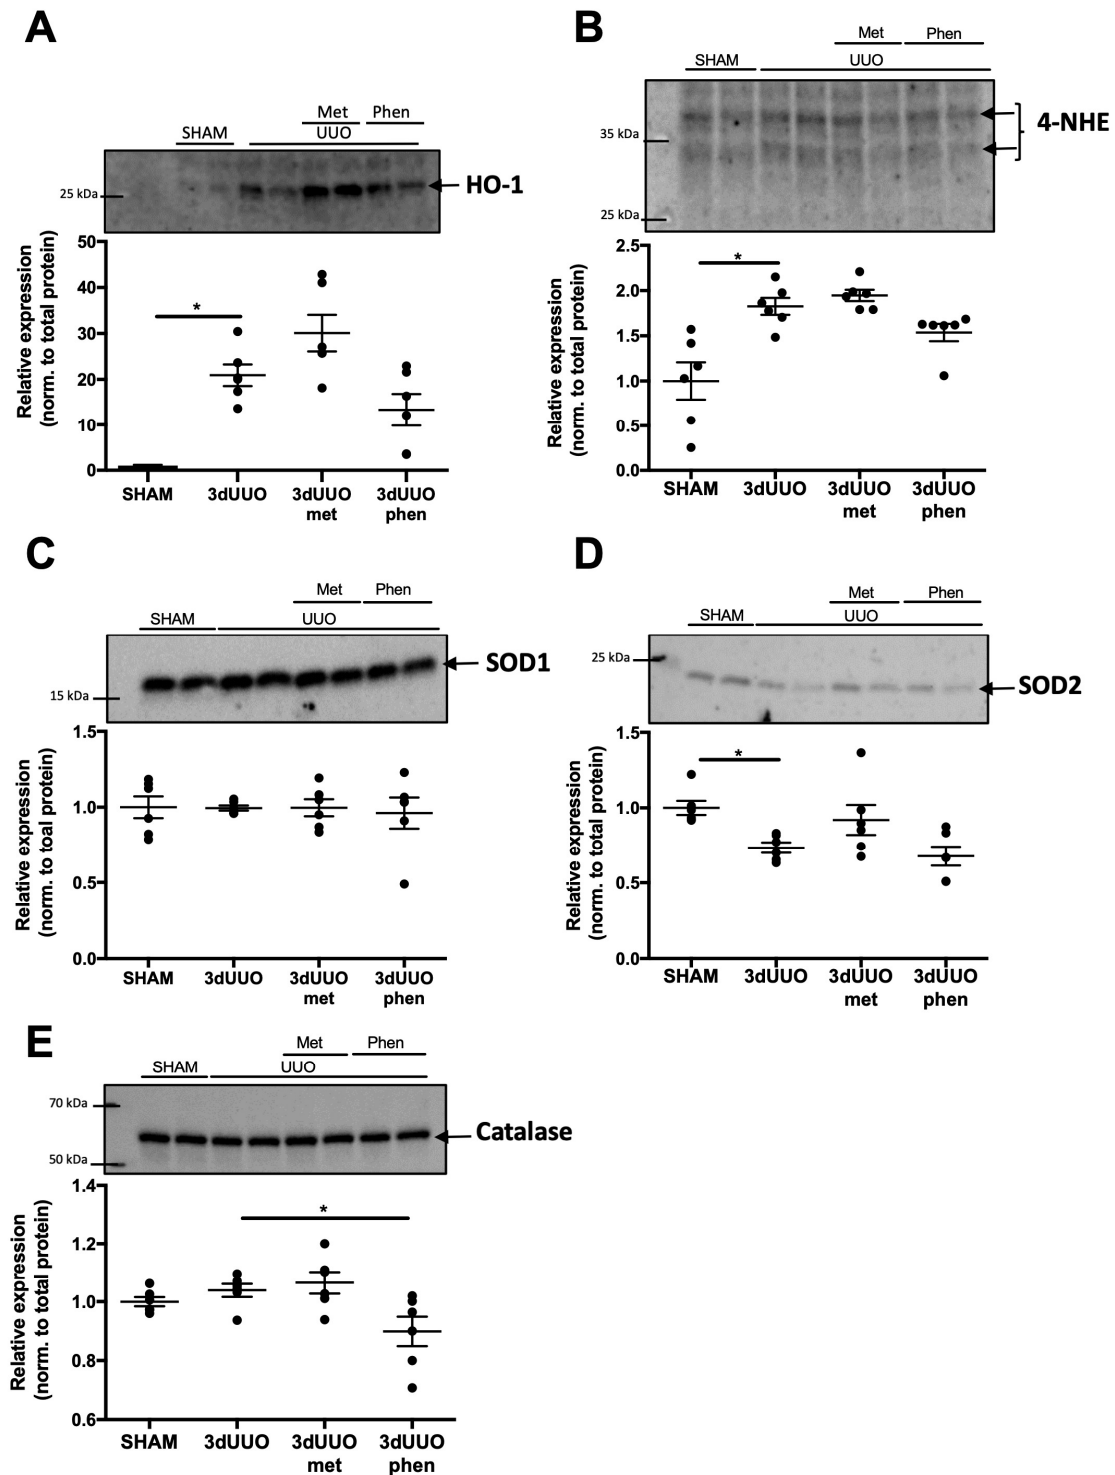 A
Met Phen
SHAM UUO
25 kDa
HO-1
Relative expression
(norm. to total protein)
50
40
30
20
10
0
*
SHAM 3dUUO 3dUUO 3dUUO
met phen
B
Met Phen
SHAM UUO
35 kDa
25 kDa
4-NHE
Relative expression
(norm. to total protein)
2.5
2.0
1.5
1.0
0.5
0.0
*
SHAM 3dUUO 3dUUO 3dUUO
met phen
C
Met Phen
SHAM UUO
15 kDa
SOD1
Relative expression
(norm. to toal protein)
1.5
1.0
0.5
0.0
SHAM 3dUUO 3dUUO 3dUUO
met phen
D
Met Phen
SHAM UUO
25 kDa
SOD2
Relative expression
(norm. to total protein)
1.5
1.0
0.5
0.0
*
SHAM 3dUUO 3dUUO 3dUUO
met phen
E
Met Phen
SHAM UUO
70 kDa
50 kDa
Catalase
Relative expression
(norm. to total protein)
1.4
1.2
1.0
0.8
0.6
*
SHAM 3dUUO 3dUUO 3dUUO
met phen